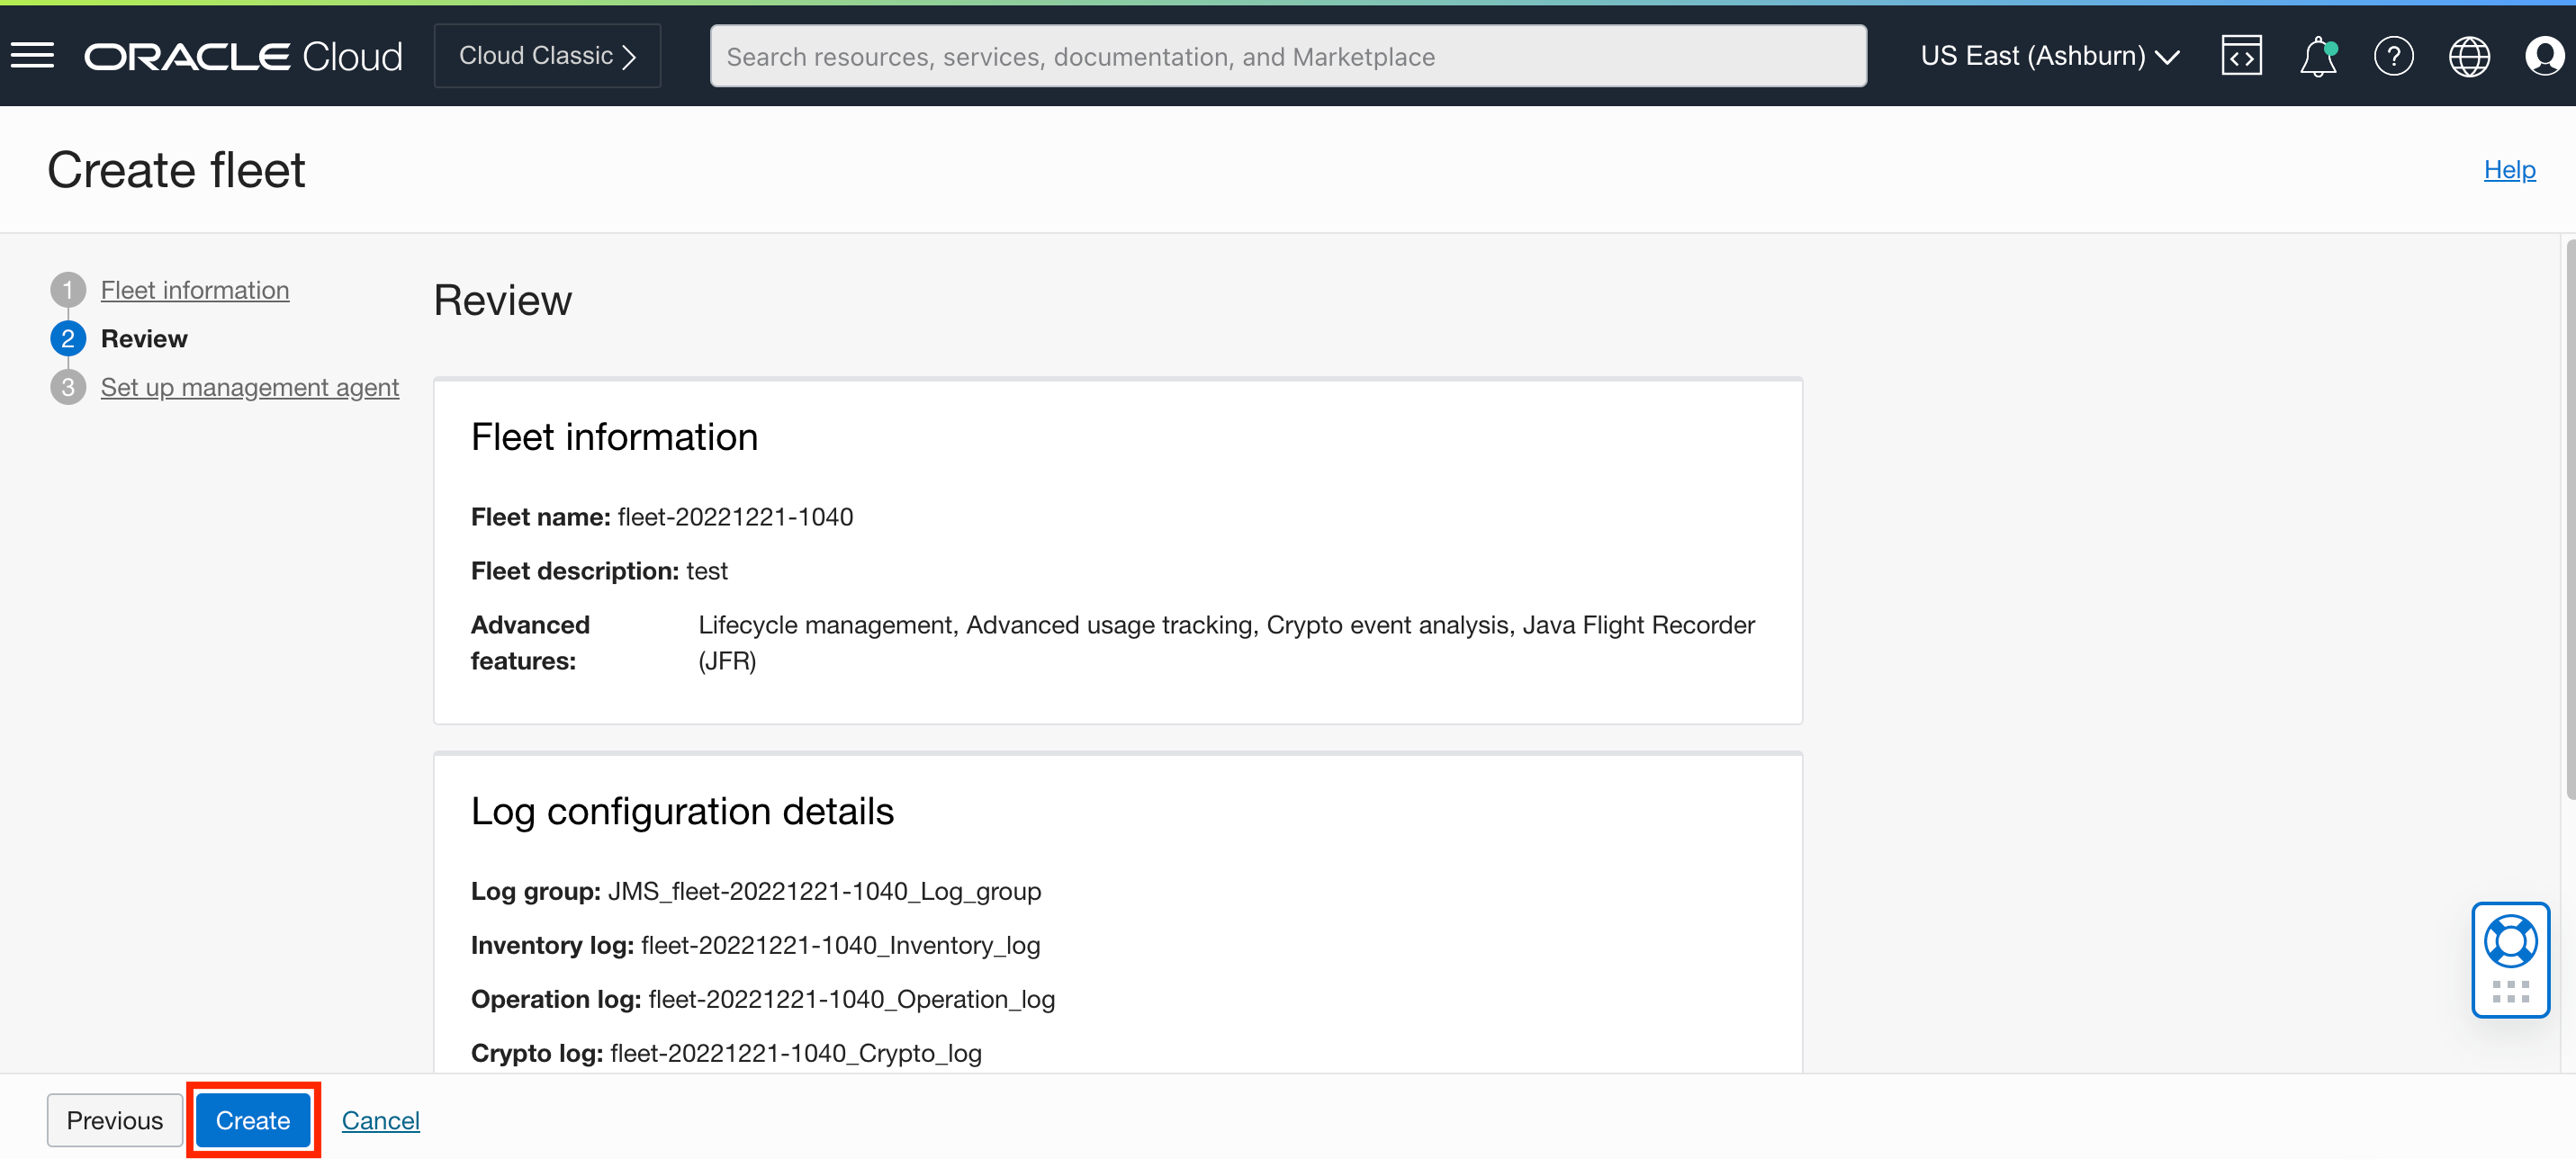 ORACLE Cloud
Cloud Classic
Search resources, services, documentation, and Marketplace
US East (Ashburn)
Create fleet
Help
1 Fleet information
2 Review
3 Set up management agent
Review
Fleet information
Fleet name: fleet-20221221-1040
Fleet description: test
Advanced features: Lifecycle management, Advanced usage tracking, Crypto event analysis, Java Flight Recorder
(JFR)
Log configuration details
Log group: JMS_fleet-20221221-1040_Log_group
Inventory log: fleet-20221221-1040_Inventory_log
Operation log: fleet-20221221-1040_Operation_log
Crypto log: fleet-20221221-1040_Crypto_log
Previous
Create
Cancel